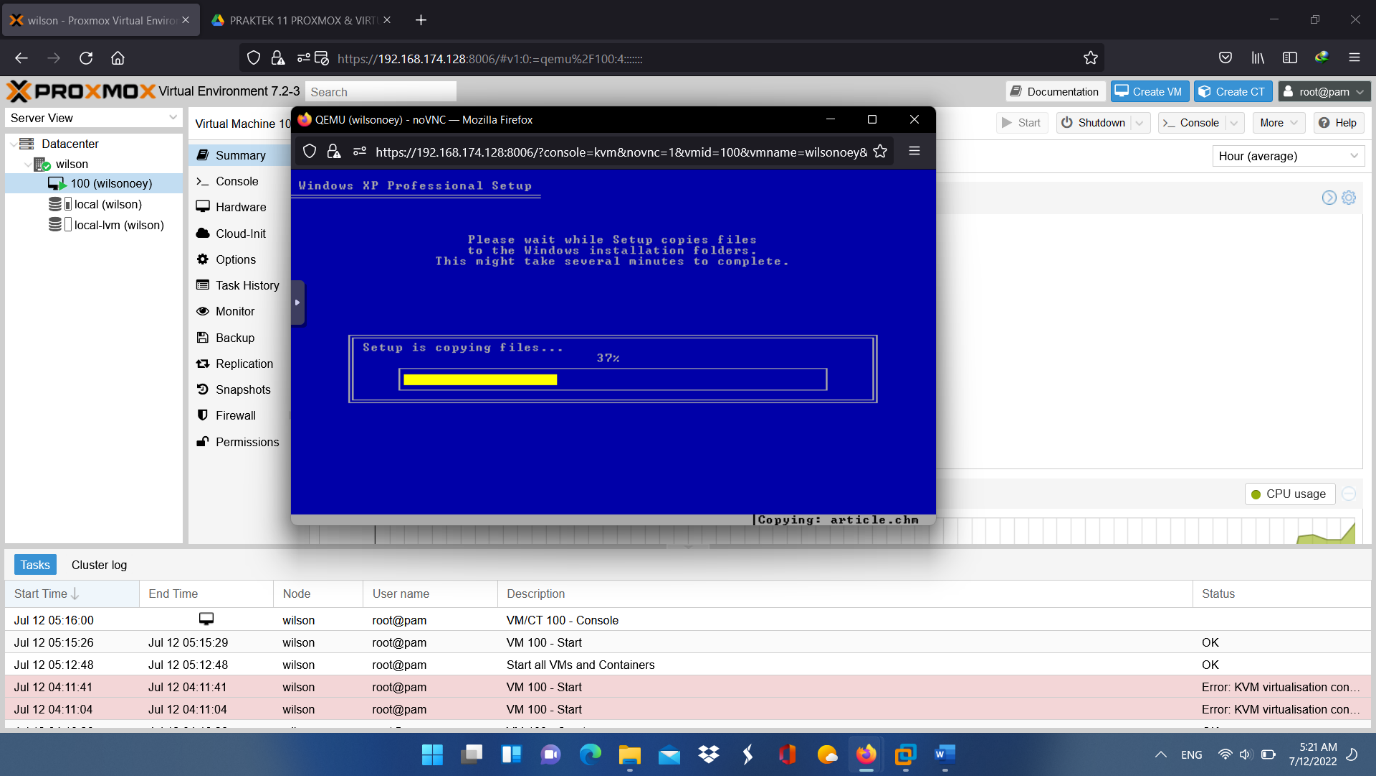 wilson - Proxmox Virtual Enviror
PRAKTEK 11 PROXMOX & VIRT
https://192.168.174.128:8006/#v1:0:=qemu%2F100:4:::::::
PROXMOX Virtual Environment 7.2-3
Search
Documentation
Create VM
Create CT
root@pam
Server View
Virtual Machine 10
Start
Shutdown
Console
More
Help
Datacenter
wilson
100 (wilsonoey)
local (wilson)
local-lvm (wilson)
Summary
Console
Hardware
Cloud-Init
Options
Task History
Monitor
Backup
Replication
Snapshots
Firewall
Permissions
Hour (average)
QEMU (wilsonoey) - noVNC — Mozilla Firefox
https://192.168.174.128:8006/?console=kvm&novnc=1&vmid=100&vmname=wilsonoey&
Windows XP Professional Setup
Please wait while Setup copies files
to the Windows installation folders.
This might take several minutes to complete.
Setup is copying files...
37%
Copying: article.chm
CPU usage
Tasks
Cluster log
Start Time End Time Node User name Description Status
Jul 12 05:16:00 wilson root@pam VM/CT 100 - Console
Jul 12 05:15:26 Jul 12 05:15:29 wilson root@pam VM 100 - Start OK
Jul 12 05:12:48 Jul 12 05:12:48 wilson root@pam Start all VMs and Containers OK
Jul 12 04:11:41 Jul 12 04:11:41 wilson root@pam VM 100 - Start Error: KVM virtualisation con...
Jul 12 04:11:04 Jul 12 04:11:04 wilson root@pam VM 100 - Start Error: KVM virtualisation con...
ENG
5:21 AM
7/12/2022